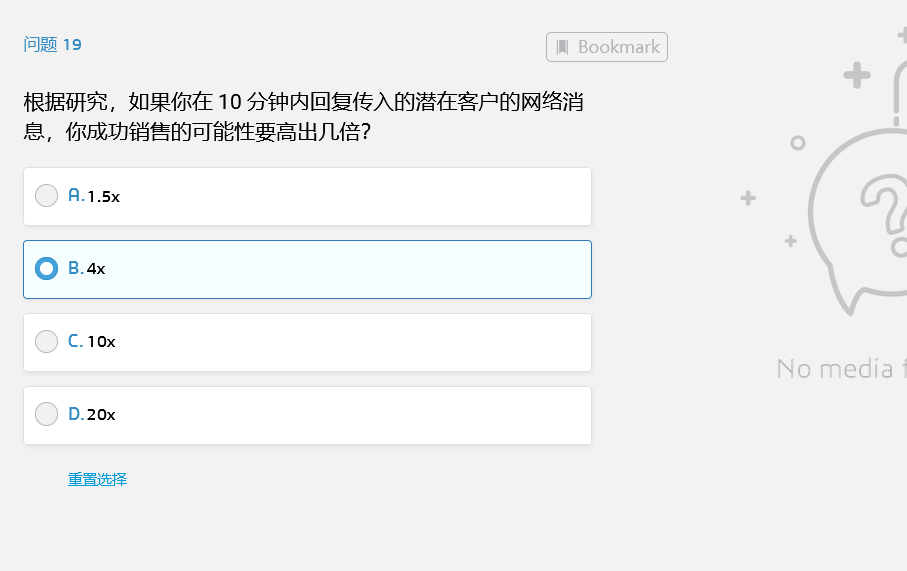 问题 19
Bookmark
根据研究，如果你在 10 分钟内回复传入的潜在客户的网络消
息，你成功销售的可能性要高出几倍?
A. 1.5x
B. 4x
C. 10x
D. 20x
重置选择
No media